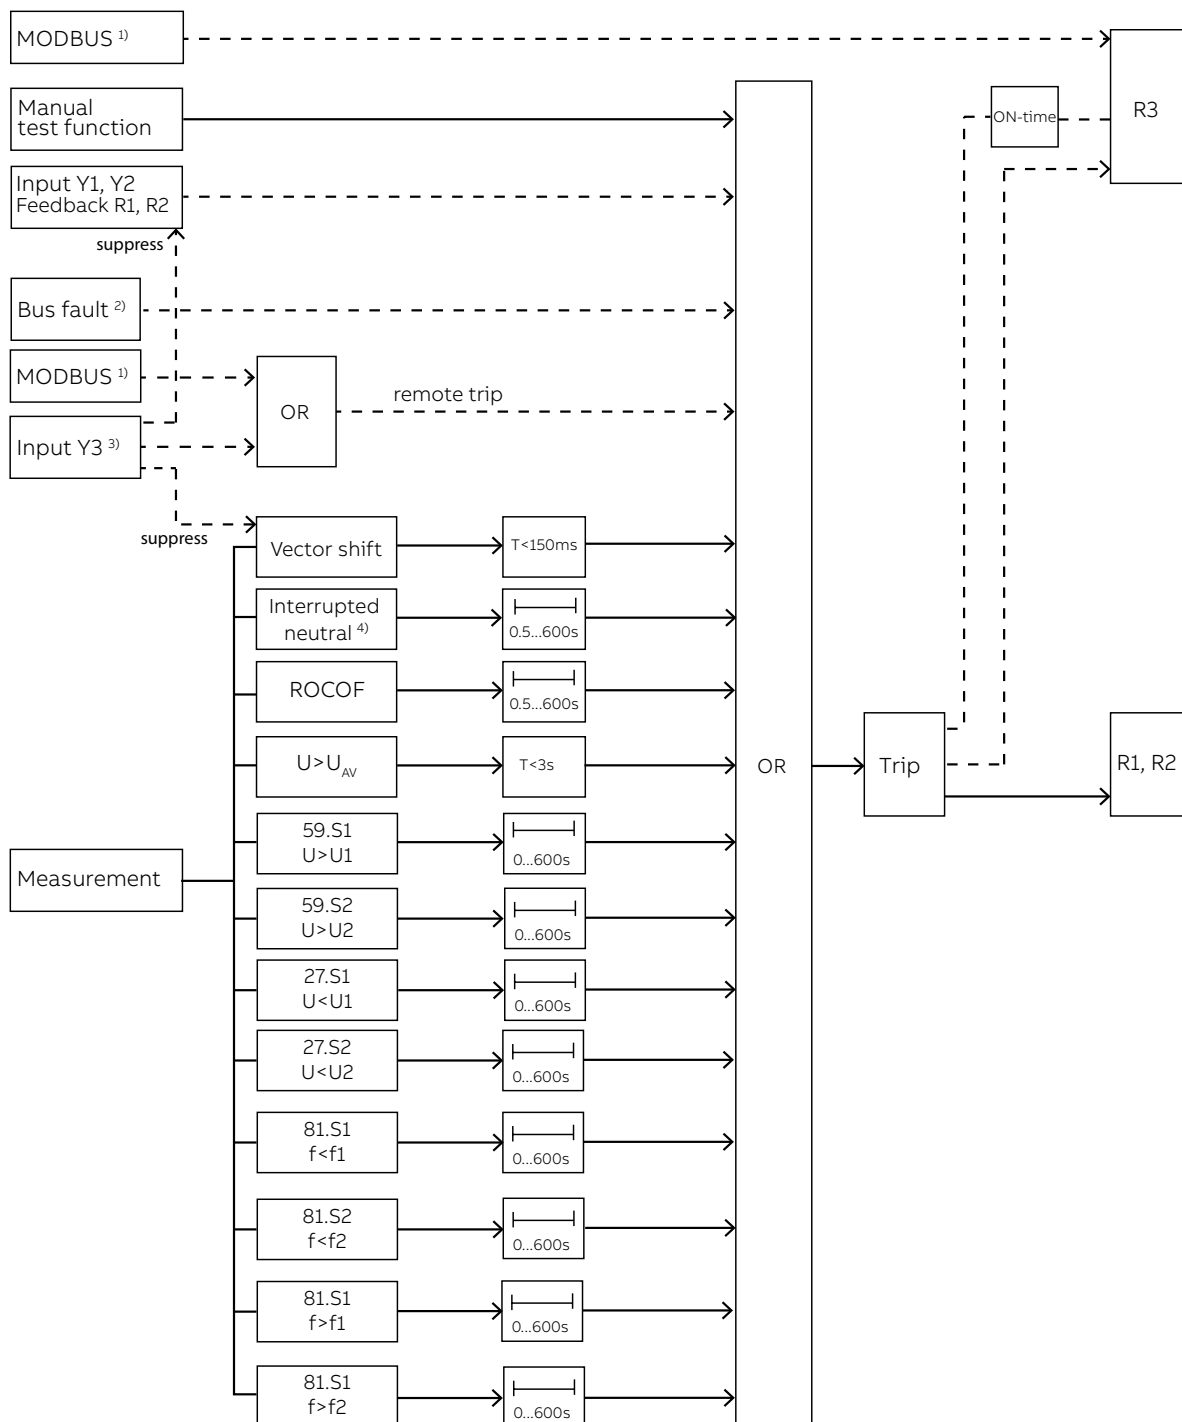 MODBUS 1)
Manual
test function
Input Y1, Y2
Feedback R1, R2
suppress
Bus fault 2)
MODBUS 1)
Input Y3 3)
OR
remote trip
suppress
Vector shift
T<150ms
Interrupted
neutral 4)
0.5...600s
ROCOF
0.5...600s
U>UAV
T<3s
59.S1
U>U1
0...600s
Measurement
59.S2
U>U2
0...600s
27.S1
U<U1
0...600s
27.S2
U<U2
0...600s
81.S1
f<f1
0...600s
81.S2
f<f2
0...600s
81.S1
f>f1
0...600s
81.S1
f>f2
0...600s
OR
Trip
ON-time
R3
R1, R2